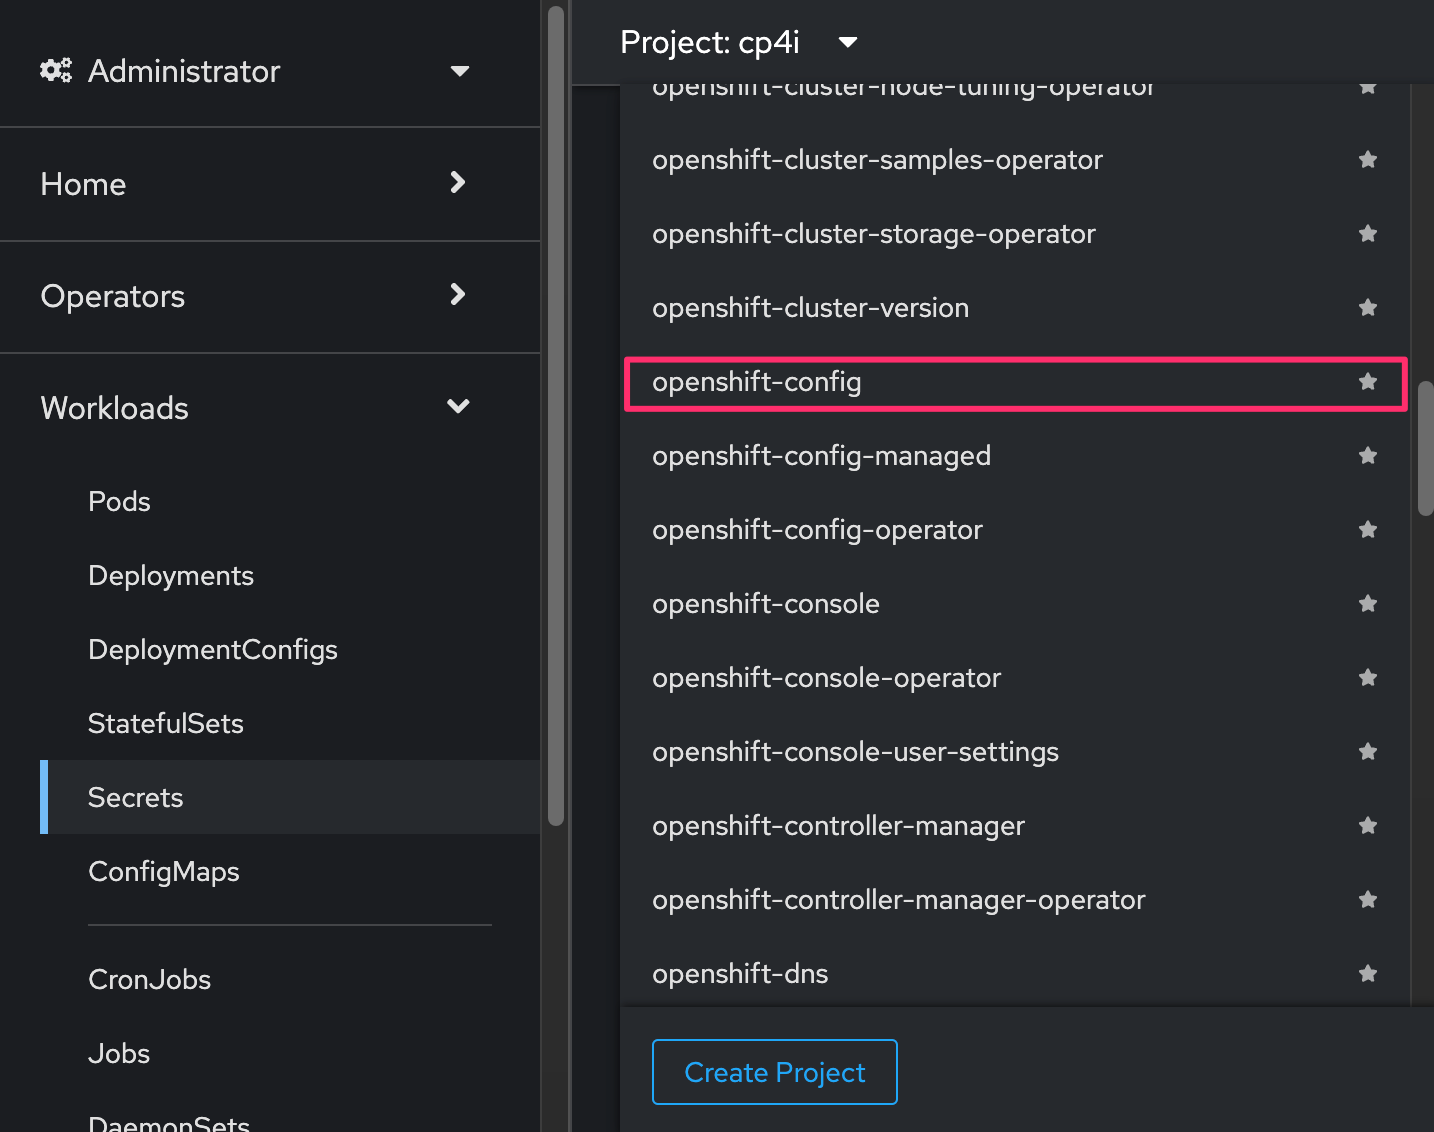 Administrator
Home
Operators
Workloads
Pods
Deployments
DeploymentConfigs
StatefulSets
Secrets
ConfigMaps
CronJobs
Jobs
DaemonSets
Project: cp4i
openshift-cluster-node-tuning-operator
openshift-cluster-samples-operator
openshift-cluster-storage-operator
openshift-cluster-version
openshift-config
openshift-config-managed
openshift-config-operator
openshift-console
openshift-console-operator
openshift-console-user-settings
openshift-controller-manager
openshift-controller-manager-operator
openshift-dns
Create Project